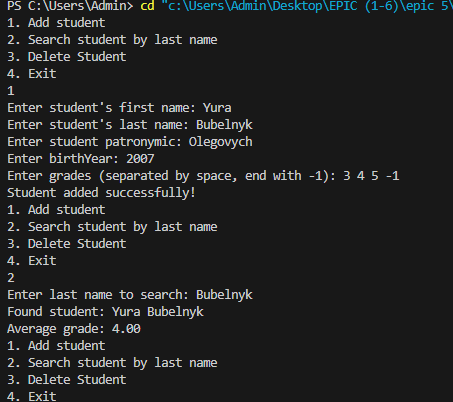 PS C:\Users\Admin> cd "c:\Users\Admin\Desktop\EPIC (1-6)\epic 5\
1. Add student
2. Search student by last name
3. Delete Student
4. Exit
1
Enter student's first name: Yura
Enter student's last name: Bubelnyk
Enter student patronymic: Olegovych
Enter birthYear: 2007
Enter grades (separated by space, end with -1): 3 4 5 -1
Student added successfully!
1. Add student
2. Search student by last name
3. Delete Student
4. Exit
2
Enter last name to search: Bubelnyk
Found student: Yura Bubelnyk
Average grade: 4.00
1. Add student
2. Search student by last name
3. Delete Student
4. Exit